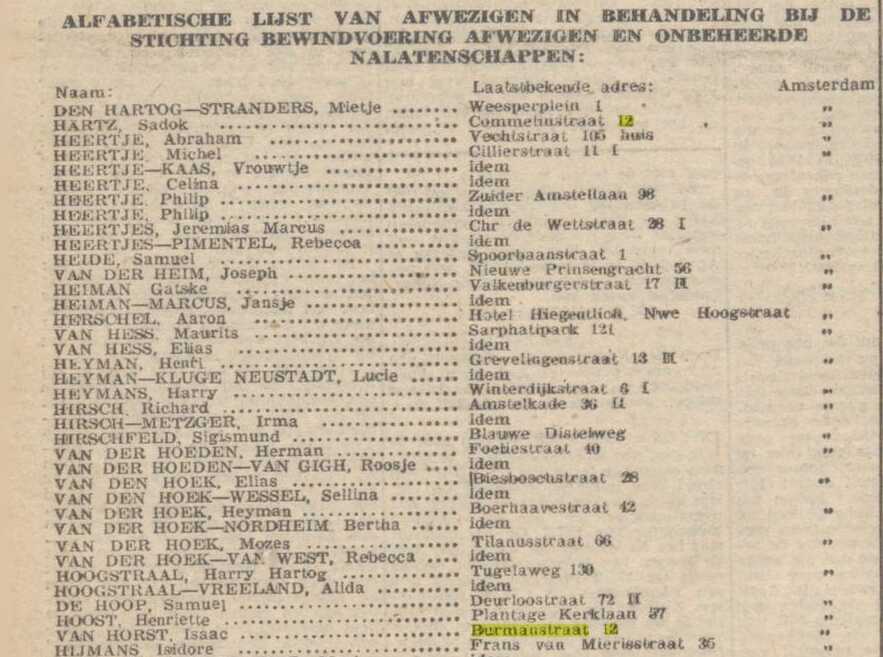 ALFABETISCHE LIJST VAN AFWEZIGEN IN BEHANDELING BIJ DE
STICHTING BEWINDVOERING AFWEZIGEN EN ONBEHEERDE
NALATENSCHAPPEN:
Naam: Laatstbekende adres: Amsterdam
DEN HARTOG—STRANDERS, Mietje ........ Weesperplein 1 "
HARTZ, Sadok ........ Commelinstraat 12 "
HEERTJE, Abraham ........ Vechtstraat 105 huis "
HEERTJE, Michel ........ Cillierstraat 11 I "
HEERTJE—KAAS, Vrouwtje ........ idem
HEERTJE, Celina ........ idem
HEERTJE, Philip ........ Zuider Amstellaan 98 "
HEERTJE, Philip ........ idem
HEERTJES, Jeremias Marcus ........ Chr de Wettstraat 28 I "
HEERTJES—PIMENTEL, Rebecca ........ idem
HEIDE, Samuel ........ Spoorbaanstraat 1 "
VAN DER HEIM, Joseph ........ Nieuwe Prinsengracht 56 "
HEIMAN Gatske ........ Valkenburgerstraat 17 II "
HEIMAN—MARCUS, Jansje ........ idem
HERSCHEL, Aaron ........ Hotel Hiegentlich, Nwe Hoogstraat "
VAN HESS, Maurits ........ Sarphatipark 121 "
VAN HESS, Elias ........ idem
HEYMAN, Henri ........ Grevelingenstraat 13 II "
HEYMAN—KLUGE NEUSTADT, Lucie ...... idem
HEYMANS, Harry ........ Winterdijkstraat 6 I "
HIRSCH, Richard ........ Amstelkade 36 II "
HIRSCH—METZGER, Irma ........ idem
HIRSCHFELD, Sigismund ........ Blauwe Distelweg "
VAN DER HOEDEN, Herman ........ Foeliestraat 40 "
VAN DER HOEDEN—VAN GIGH, Roosje .... idem
VAN DEN HOEK, Elias ........ Biesboschstraat 28 "
VAN DEN HOEK—WESSEL, Sellina ........ idem
VAN DER HOEK, Heyman ........ Boerhaavestraat 42 "
VAN DER HOEK—NORDHEIM Bertha ...... idem
VAN DER HOEK, Mozes ........ Tilanusstraat 66 "
VAN DER HOEK—VAN WEST, Rebecca .... idem
HOOGSTRAAL, Harry Hartog ........ Tugelaweg 130 "
HOOGSTRAAL—VREELAND, Alida ........ idem
DE HOOP, Samuel ........ Deurloostraat 72 II "
HOOST, Henriette ........ Plantage Kerklaan 37 "
VAN HORST, Isaac ........ Burmanstraat 12 "
HIJMANS Isidore ........ Frans van Mierisstraat 35 "